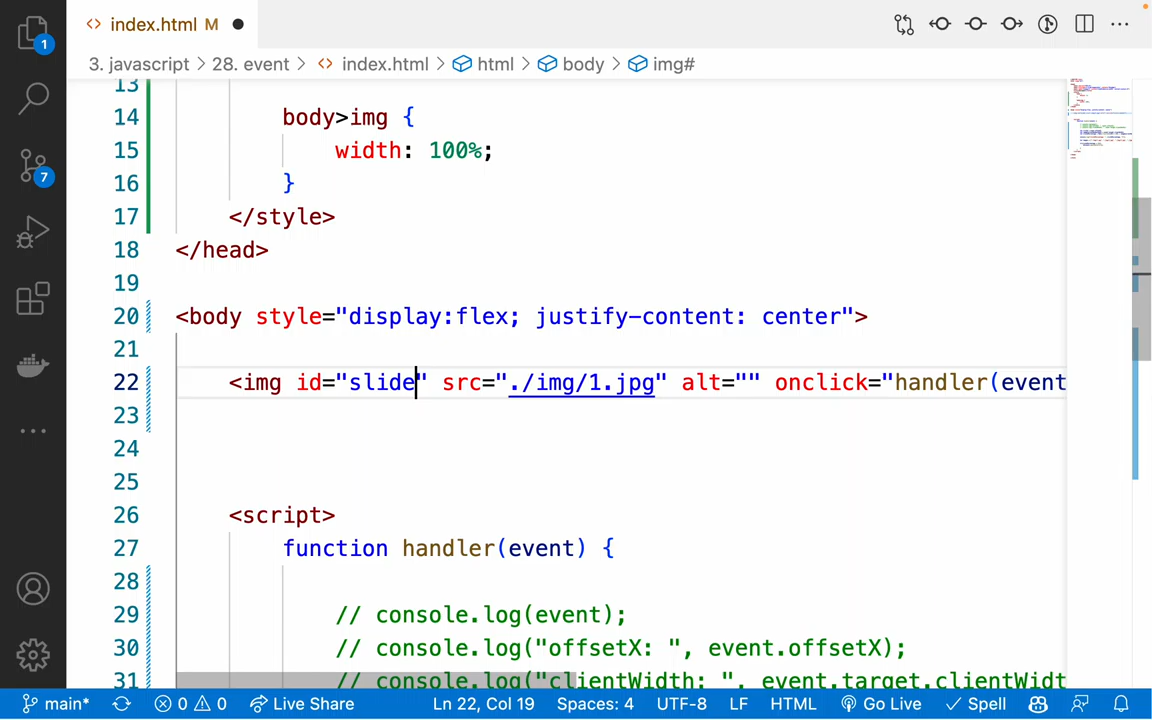 index.html M
3. javascript > 28. event > index.html > html > body > img#
1
7
13
14 body>img {
15 width: 100%;
16 }
17 </style>
18 </head>
19
20 <body style="display:flex; justify-content: center">
21
22 <img id="slide" src="./img/1.jpg" alt="" onclick="handler(event
23
24
25
26 <script>
27 function handler(event) {
28
29 // console.log(event);
30 // console.log("offsetX: ", event.offsetX);
31 // console.log("clientWidth: ", event.target.clientWidt
main* 0 0 Live Share Ln 22, Col 19 Spaces: 4 UTF-8 LF HTML Go Live Spell